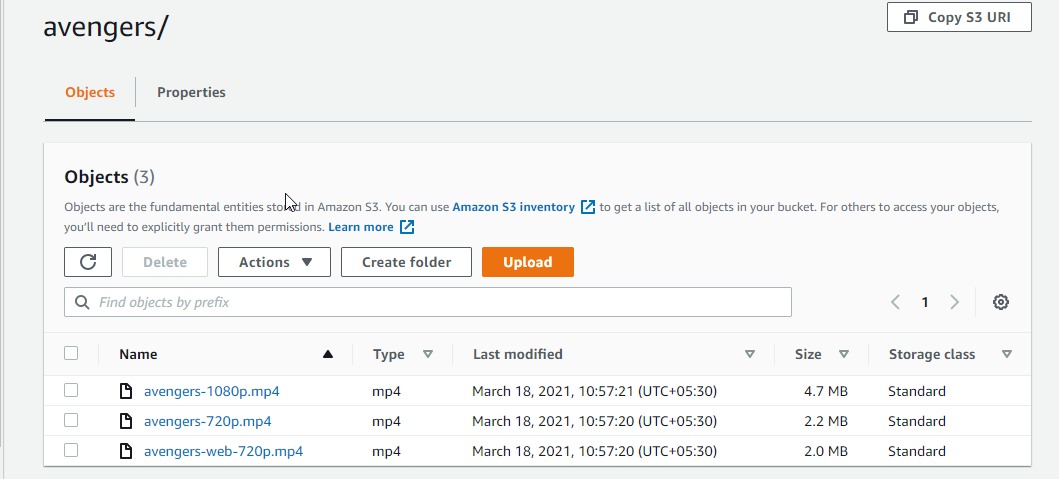 avengers/
Copy S3 URI
Objects
Properties
Objects (3)
Objects are the fundamental entities stored in Amazon S3. You can use Amazon S3 inventory to get a list of all objects in your bucket. For others to access your objects,
you'll need to explicitly grant them permissions. Learn more
Delete
Actions
Create folder
Upload
Find objects by prefix
1
Name Type Last modified Size Storage class
avengers-1080p.mp4 mp4 March 18, 2021, 10:57:21 (UTC+05:30) 4.7 MB Standard
avengers-720p.mp4 mp4 March 18, 2021, 10:57:20 (UTC+05:30) 2.2 MB Standard
avengers-web-720p.mp4 mp4 March 18, 2021, 10:57:20 (UTC+05:30) 2.0 MB Standard